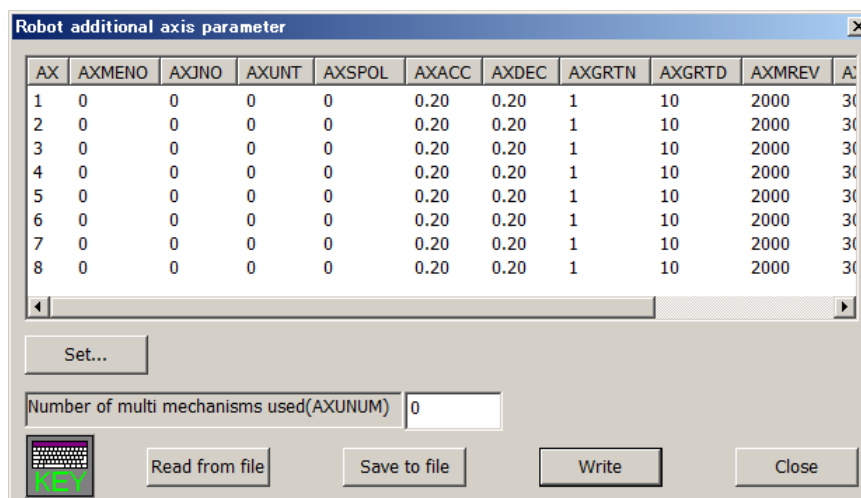 Robot additional axis parameter
AX AXMENO AXJNO AXUNT AXSPOL AXACC AXDEC AXGRTN AXGRTD AXMREV
1 0 0 0 0 0.20 0.20 1 10 2000
2 0 0 0 0 0.20 0.20 1 10 2000
3 0 0 0 0 0.20 0.20 1 10 2000
4 0 0 0 0 0.20 0.20 1 10 2000
5 0 0 0 0 0.20 0.20 1 10 2000
6 0 0 0 0 0.20 0.20 1 10 2000
7 0 0 0 0 0.20 0.20 1 10 2000
8 0 0 0 0 0.20 0.20 1 10 2000
Set...
Number of multi mechanisms used(AXUNUM) 0
KEY Read from file Save to file Write Close